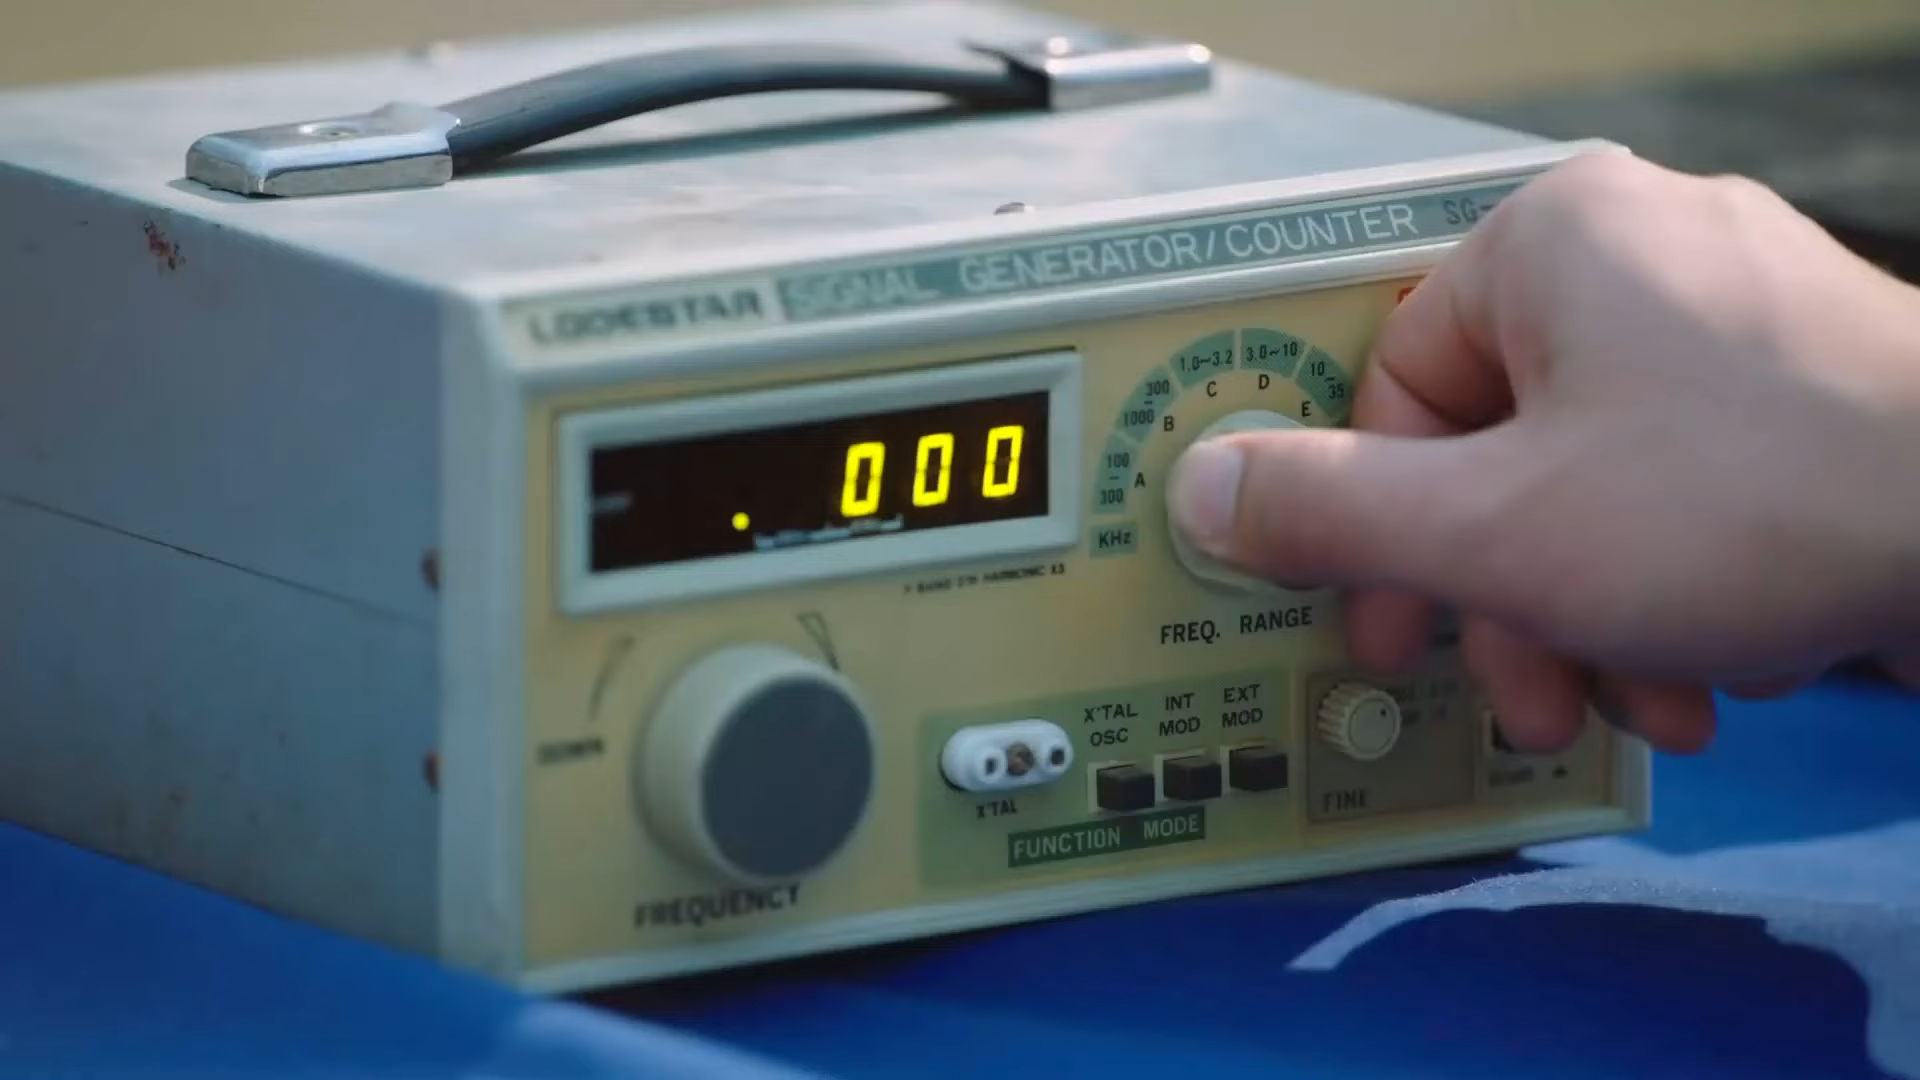 LODESTAR SIGNAL GENERATOR/COUNTER SG-
. 000
1.0~3.2 3.0~10
300 - 1000 10 ~ 35
C D
B E
100 - 300 A
KHz
FREQ. RANGE
X'TAL OSC INT MOD EXT MOD
DOWN
X'TAL
FINE
FUNCTION MODE
FREQUENCY